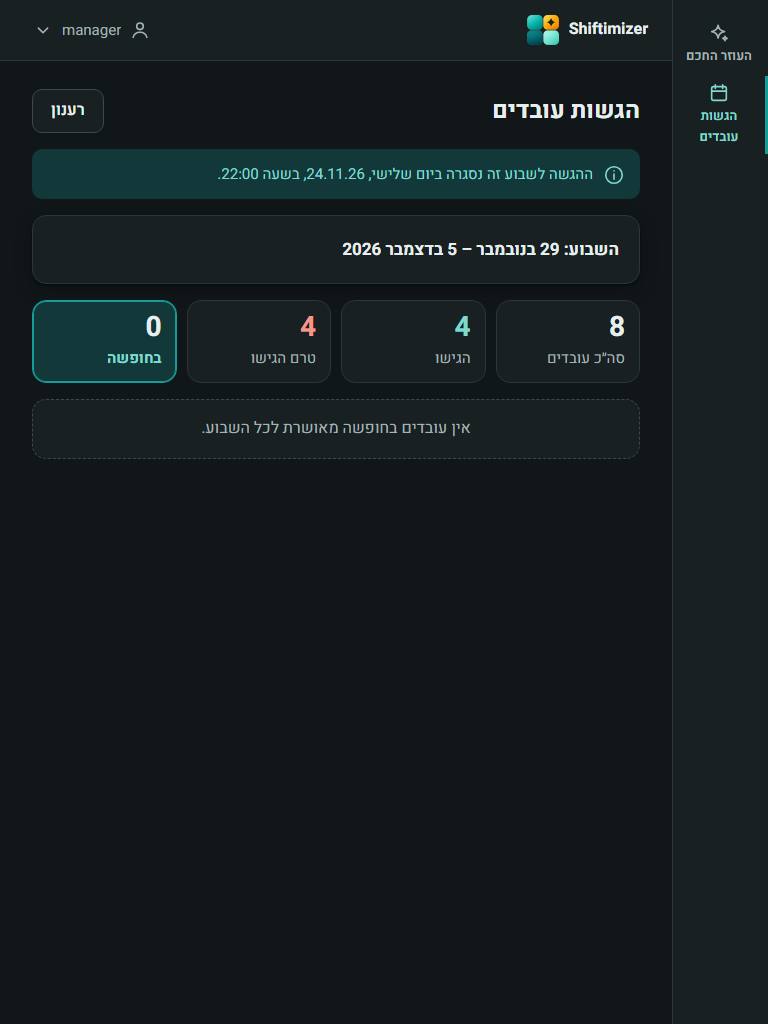 Shiftimizer
manager
העוזר החכם
הגשות
עובדים
הגשות עובדים
רענון
ההגשה לשבוע זה נסגרה ביום שלישי, 24.11.26, בשעה 22:00.
השבוע: 29 בנובמבר – 5 בדצמבר 2026
8
סה״כ עובדים
4
הגישו
4
טרם הגישו
0
בחופשה
אין עובדים בחופשה מאושרת לכל השבוע.